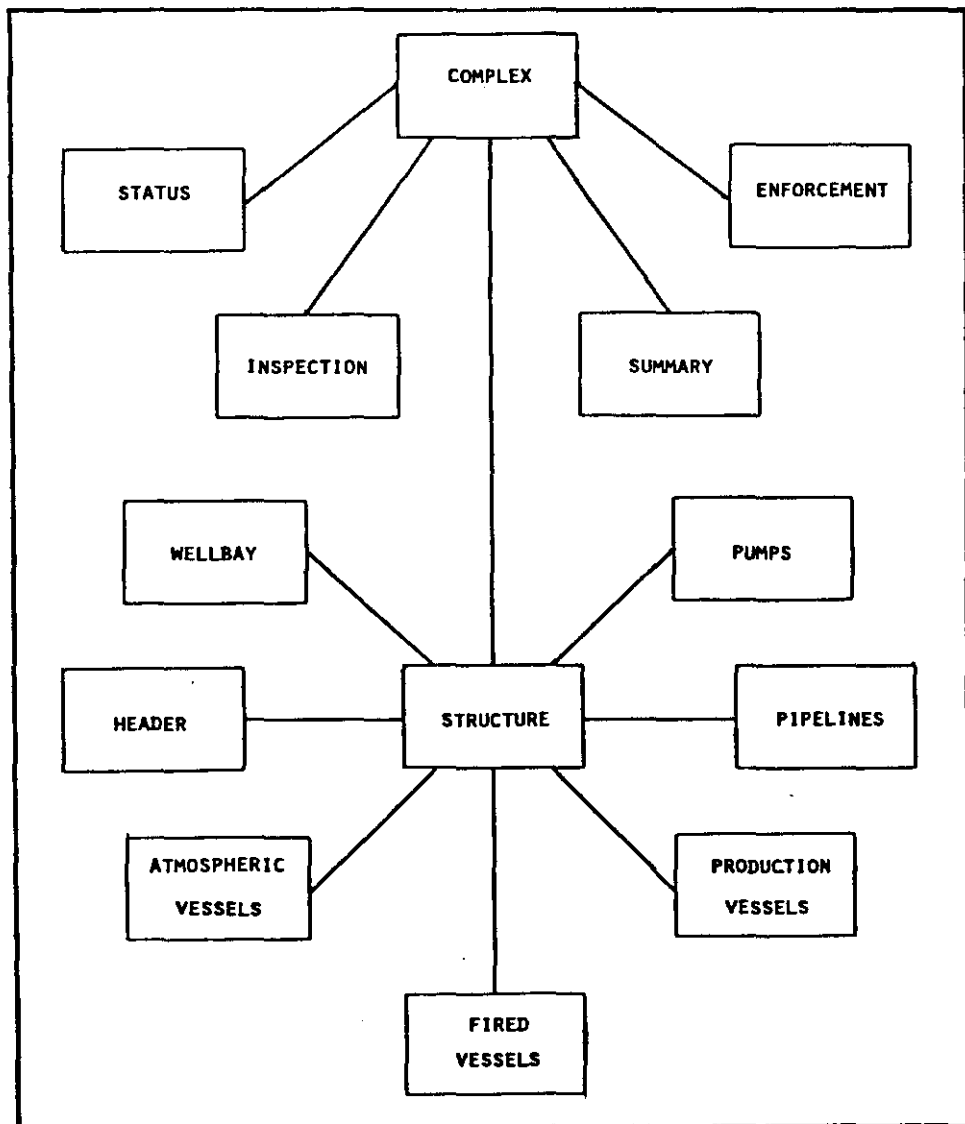 COMPLEX
STATUS
ENFORCEMENT
INSPECTION
SUMMARY
WELLBAY
PUMPS
HEADER
STRUCTURE
PIPELINES
ATMOSPHERIC
VESSELS
PRODUCTION
VESSELS
FIRED
VESSELS